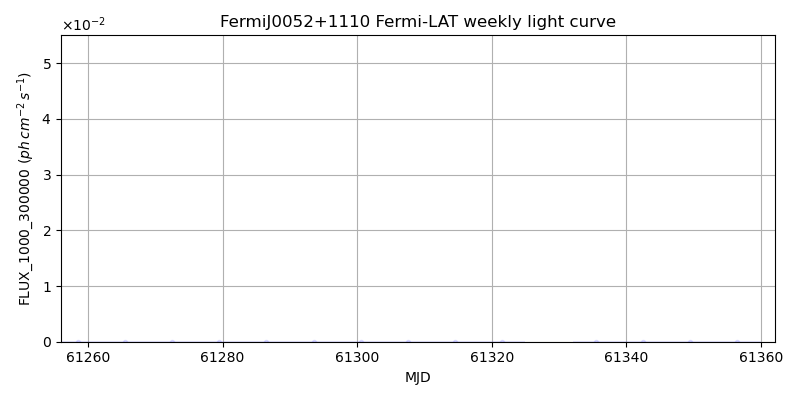 FermiJ0052+1110 Fermi-LAT weekly light curve
×10⁻²
5
4
3
2
1
0
FLUX_1000_300000 (ph cm⁻² s⁻¹)
61260 61280 61300 61320 61340 61360
MJD